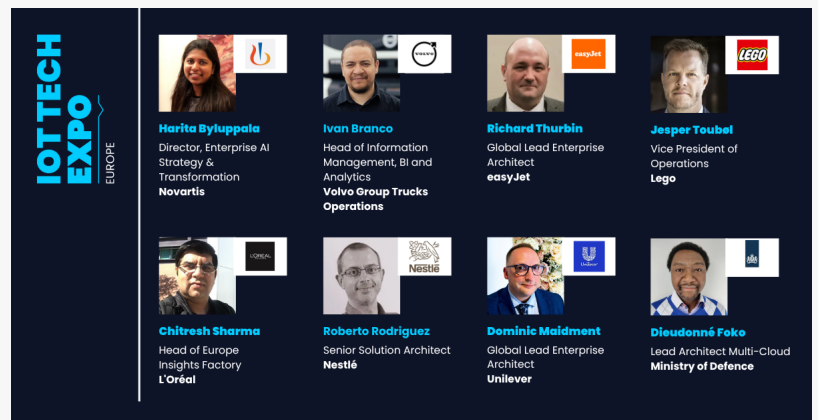 IOT TECH
EXPO
EUROPE
VOLVO
easyJet
LEGO
Harita Byluppala
Director, Enterprise AI
Strategy &
Transformation
Novartis
Ivan Branco
Head of Information
Management, BI and
Analytics
Volvo Group Trucks
Operations
Richard Thurbin
Global Lead Enterprise
Architect
easyJet
Jesper Toubøl
Vice President of
Operations
Lego
L'ORÉAL
Nestlé
Unilever
Chitresh Sharma
Head of Europe
Insights Factory
L'Oréal
Roberto Rodriguez
Senior Solution Architect
Nestlé
Dominic Maidment
Global Lead Enterprise
Architect
Unilever
Dieudonné Foko
Lead Architect Multi-Cloud
Ministry of Defence